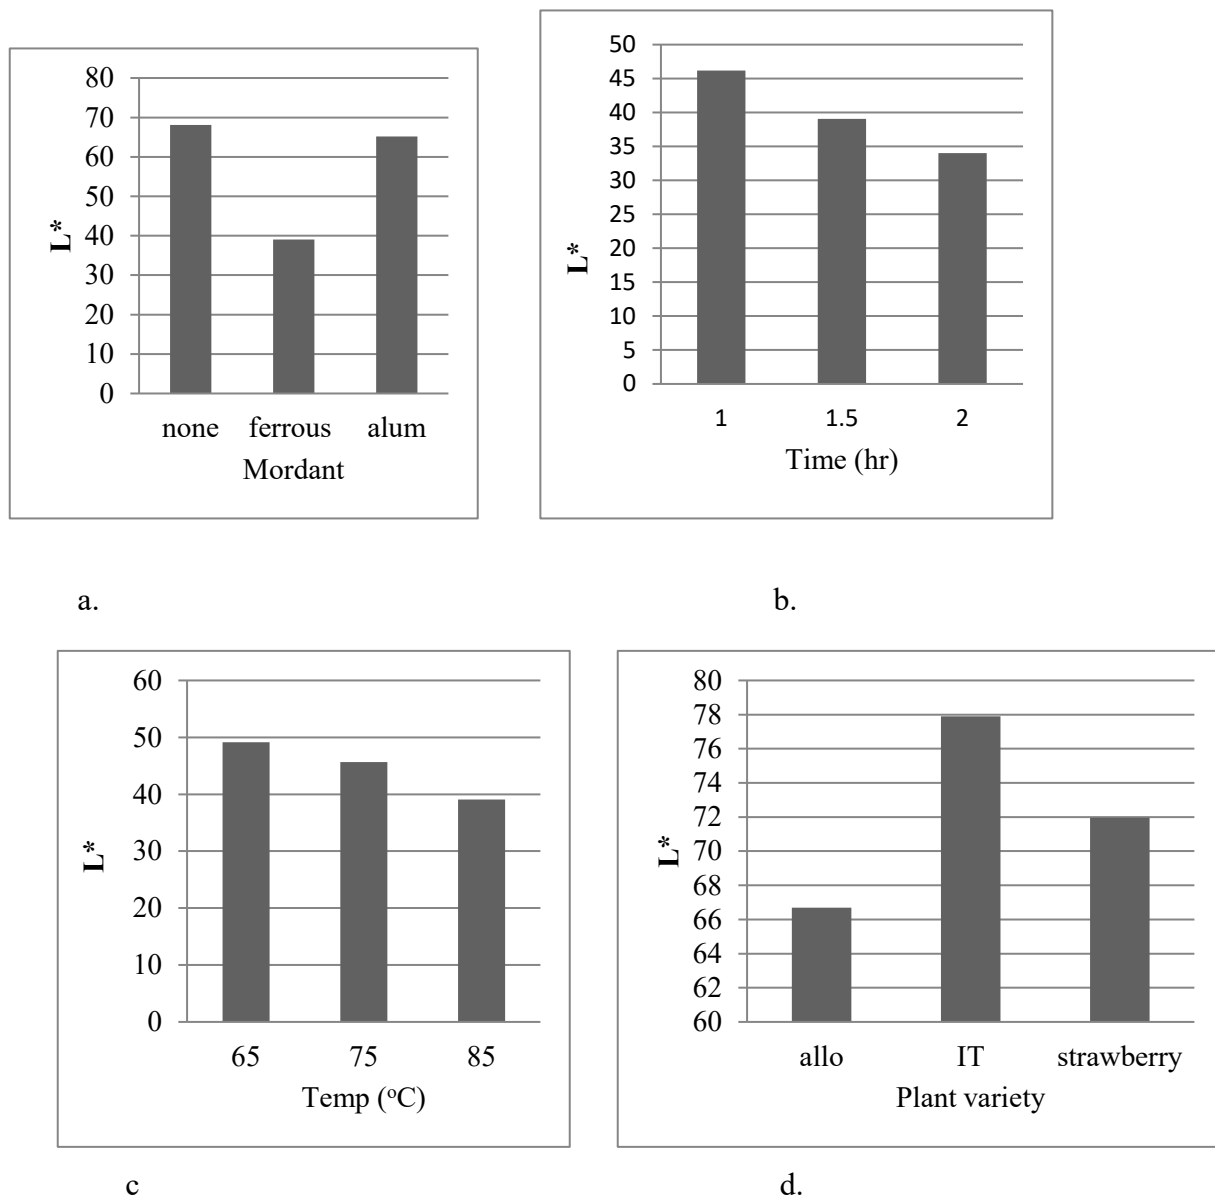 80
70
60
50
40
30
20
10
0
L*
none ferrous alum
Mordant
50
45
40
35
30
25
20
15
10
5
0
L*
1 1.5 2
Time (hr)
a.
b.
60
50
40
30
20
10
0
L*
65 75 85
Temp (°C)
80
78
76
74
72
70
68
66
64
62
60
L*
allo IT strawberry
Plant variety
c
d.